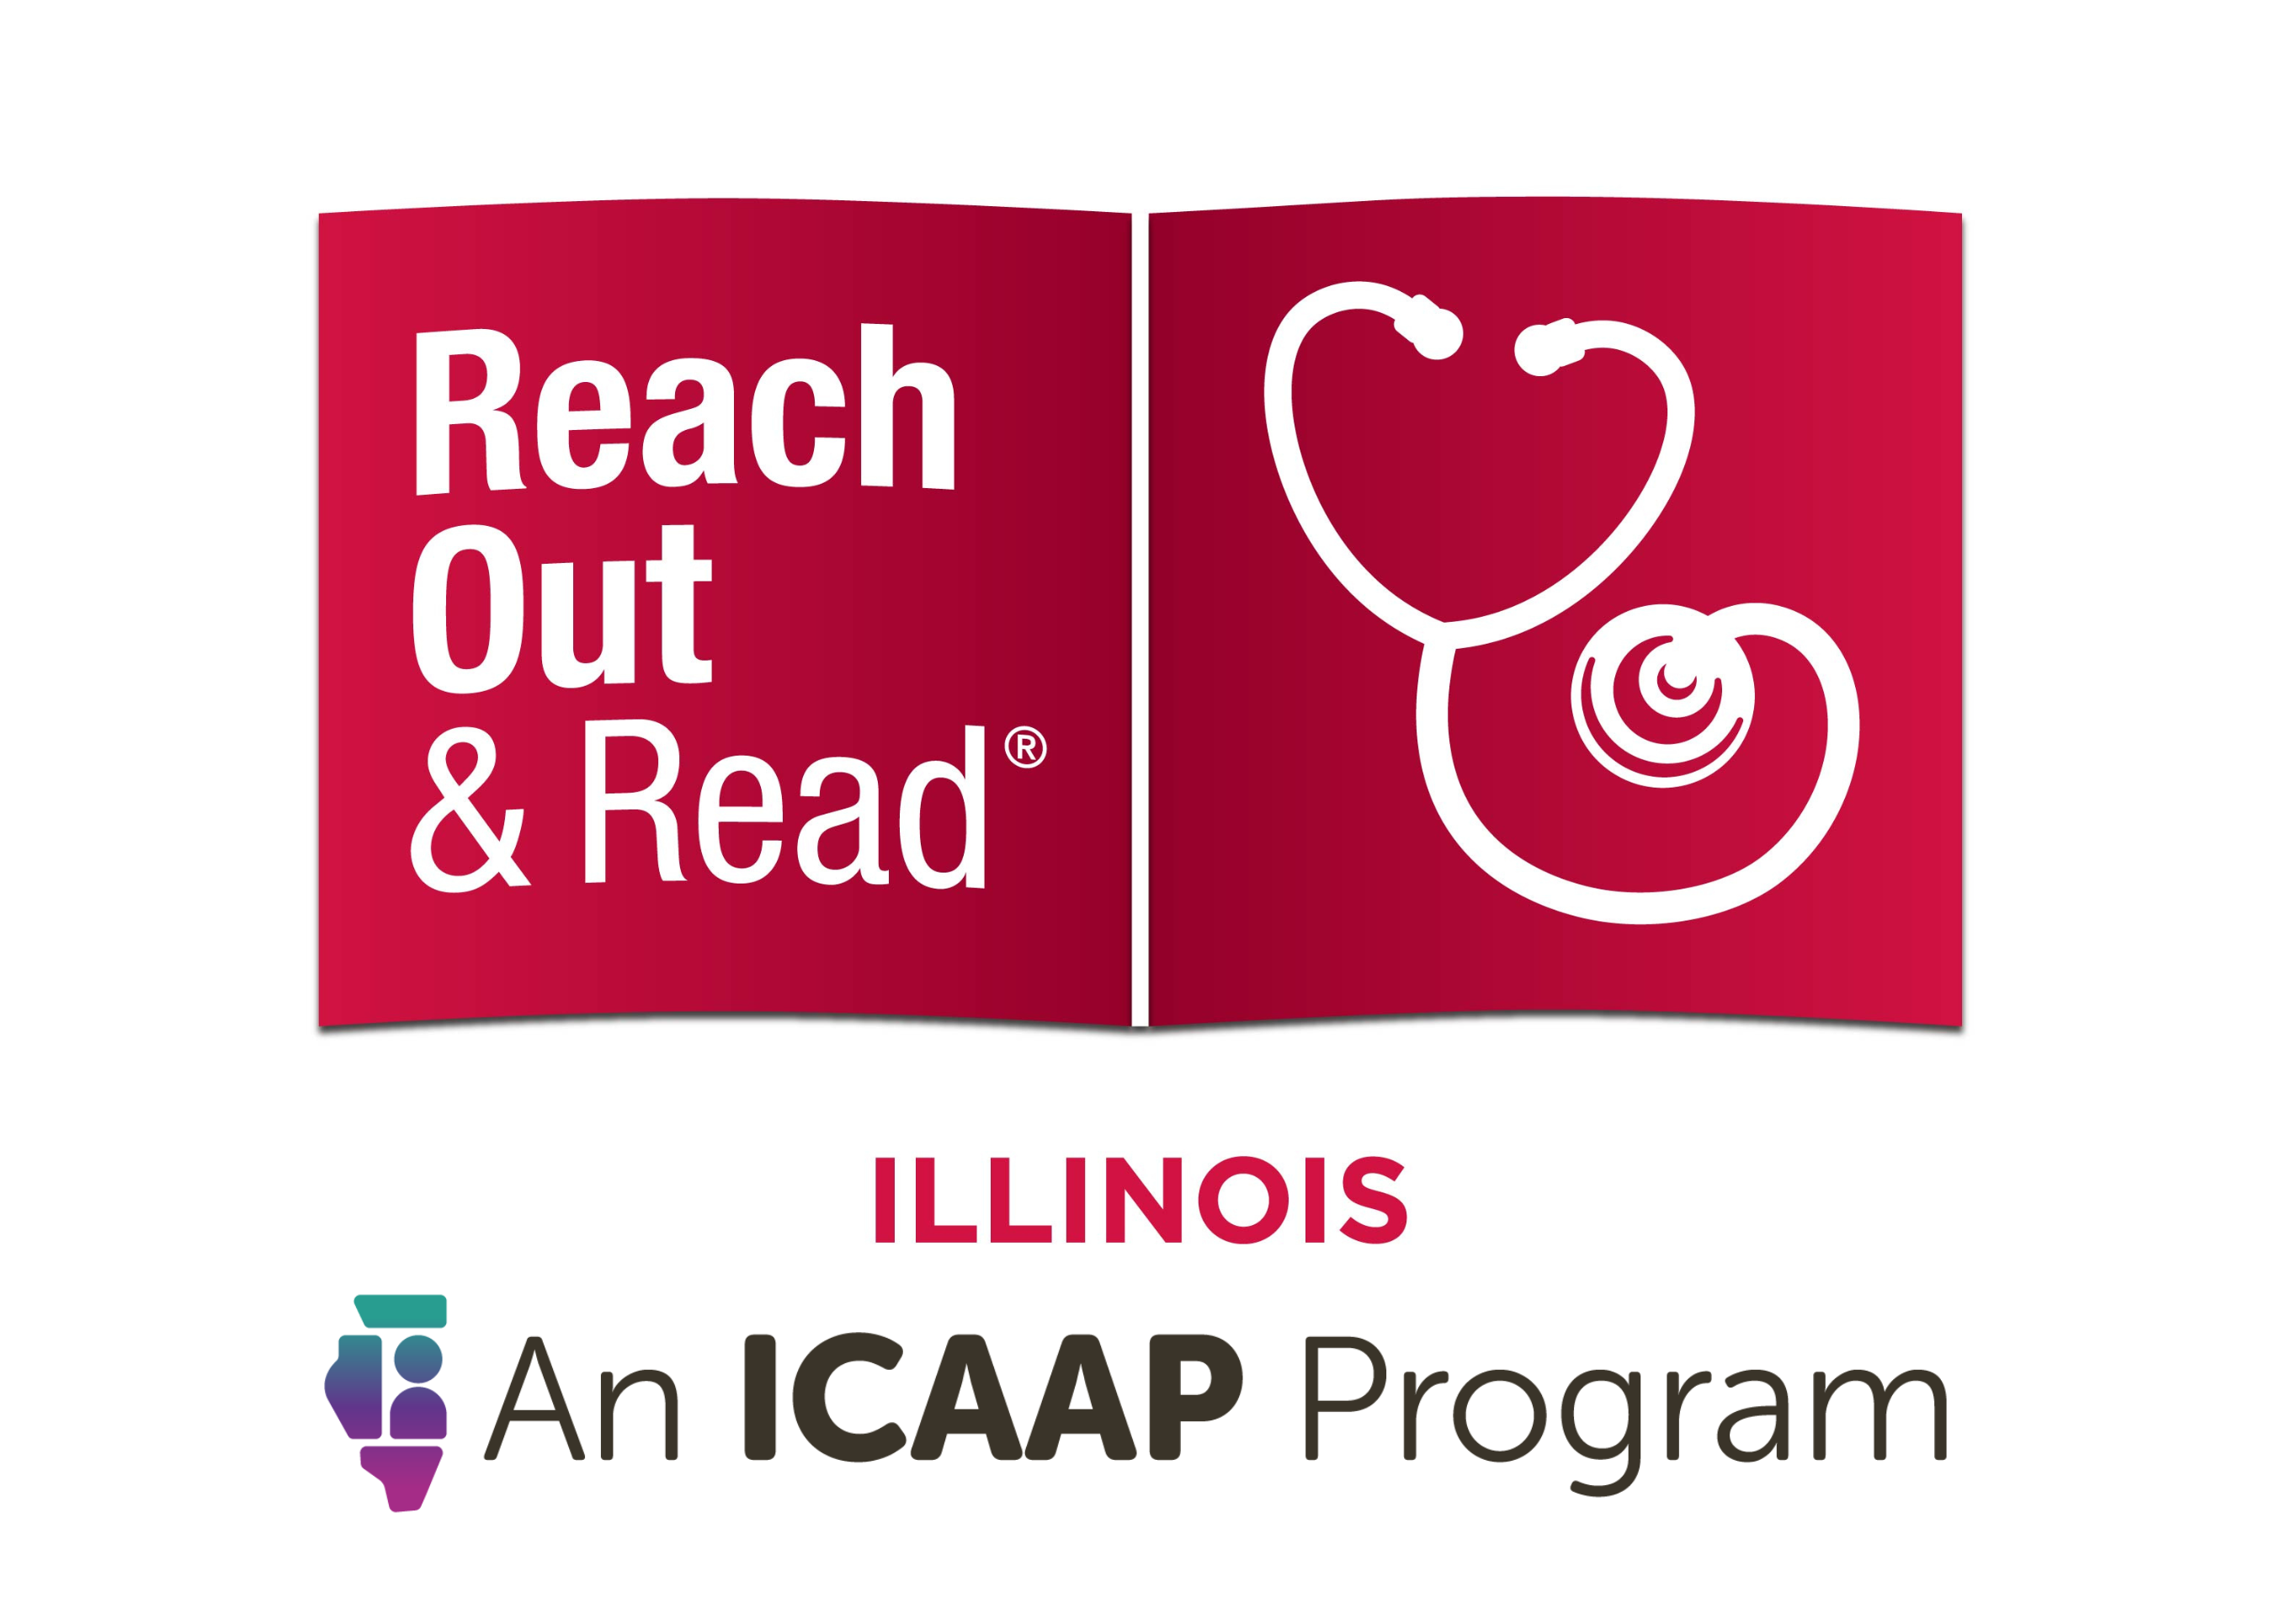 Reach
Out
& Read®
ILLINOIS
An ICAAP Program